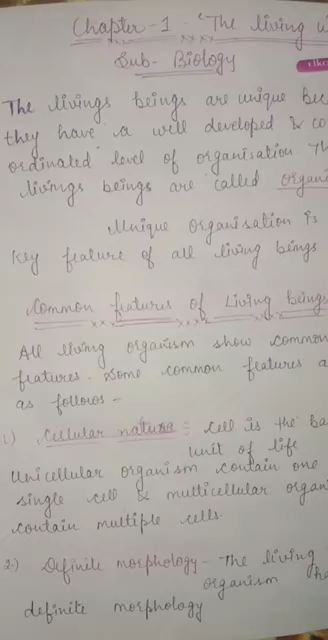 Chapter-1 - "The living w
Sub- Biology
The livings beings are unique bec
they have a well developed & co
ordinated level of organisation Th
livings beings are called organi
Unique organisation is
key feature of all living beings
Common features of Living Beings
All living organism show common
features. Some common features a
as follows -
1.) Cellular nature : Cell is the ba
unit of life
Unicellular organism contain one
single cell & multicellular organi
contain multiple cells.
2.) Definite morphology - The living
organism ha
definite morphology